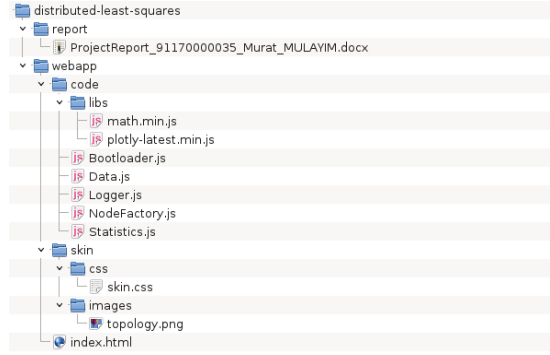 distributed-least-squares
report
ProjectReport_91170000035_Murat_MULAYIM.docx
webapp
code
libs
math.min.js
plotly-latest.min.js
Bootloader.js
Data.js
Logger.js
NodeFactory.js
Statistics.js
skin
css
skin.css
images
topology.png
index.html